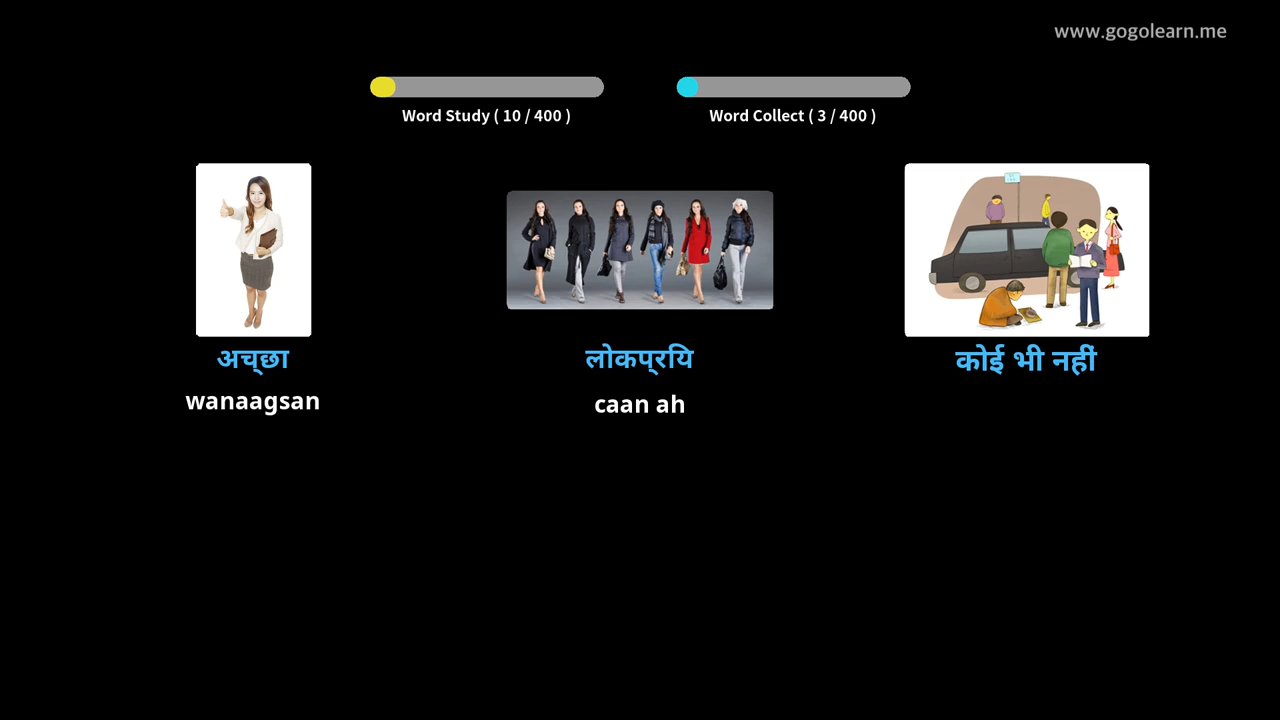 www.gogolearn.me
Word Study ( 10 / 400 )
Word Collect ( 3 / 400 )
अच्छा
लोकप्रिय
कोई भी नहीं
wanaagsan
caan ah